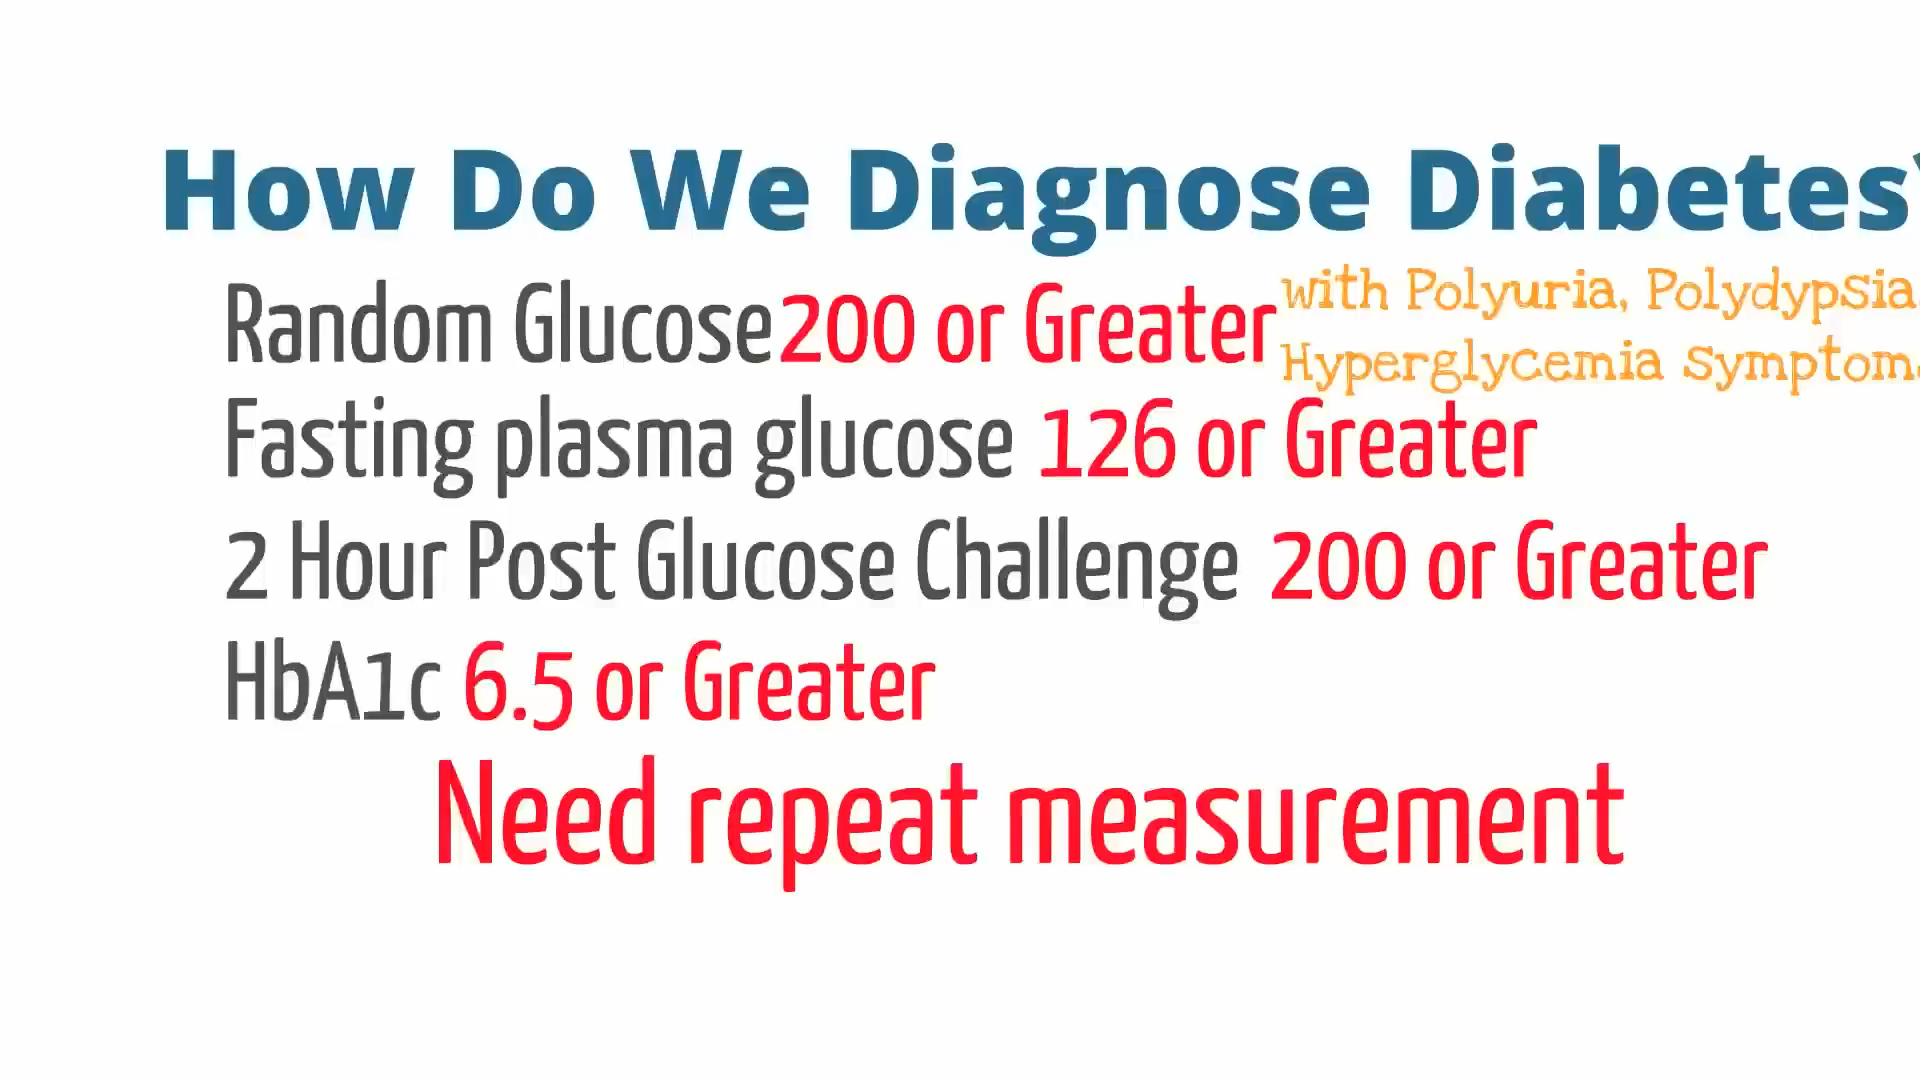 How Do We Diagnose Diabetes?
Random Glucose 200 or Greater
with Polyuria, Polydypsia
Hyperglycemia Symptom
Fasting plasma glucose 126 or Greater
2 Hour Post Glucose Challenge 200 or Greater
HbA1c 6.5 or Greater
Need repeat measurement